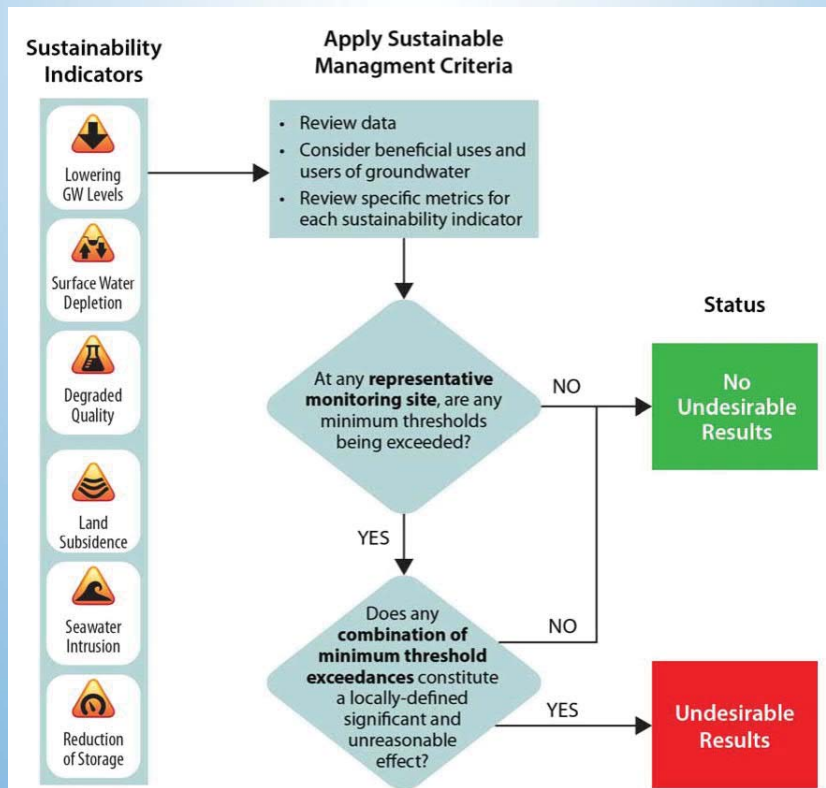 Sustainability
Indicators
Lowering
GW Levels
Surface Water
Depletion
Degraded
Quality
Land
Subsidence
Seawater
Intrusion
Reduction
of Storage
Apply Sustainable
Managment Criteria
• Review data
• Consider beneficial uses and
users of groundwater
• Review specific metrics for
each sustainability indicator
At any representative
monitoring site, are any
minimum thresholds
being exceeded?
NO
YES
Does any
combination of
minimum threshold
exceedances constitute
a locally-defined
significant and
unreasonable
effect?
NO
YES
Status
No
Undesirable
Results
Undesirable
Results